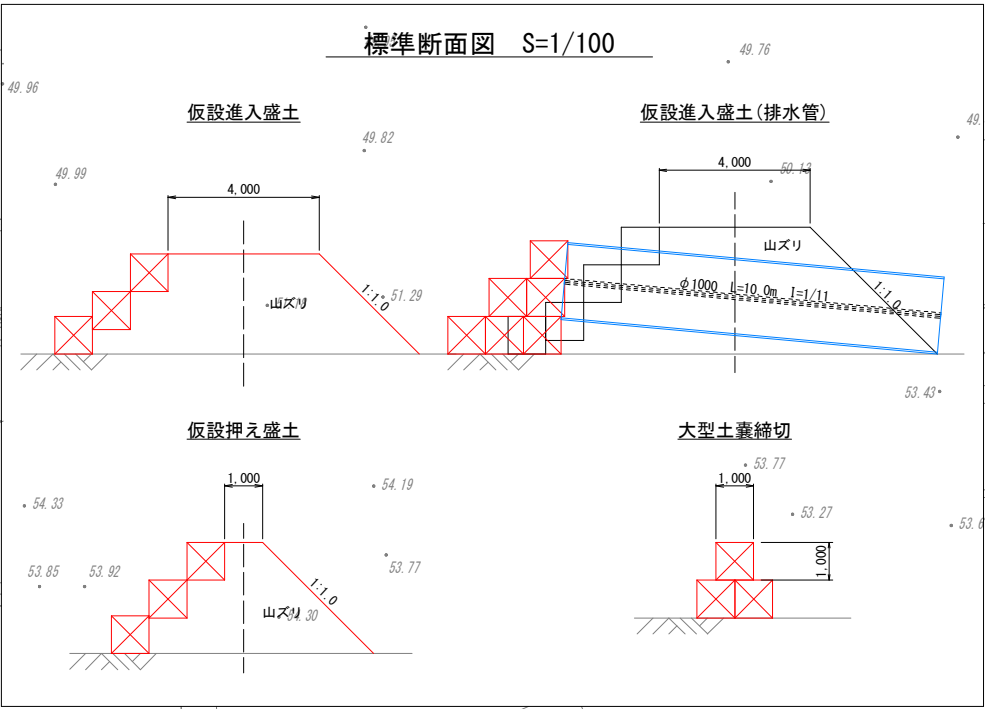 標準断面図 S=1/100
49.76
49.96
仮設進入盛土
仮設進入盛土(排水管)
49.82
49.
49.99
4,000
4,000
50.13
山ズリ
山ズリ
1:1.0
51.29
φ1000 L=10.0m I=1/11
1:1.0
53.43
仮設押え盛土
大型土嚢締切
53.77
1,000
1,000
54.19
54.33
53.27
53.6
53.85
53.92
53.77
1:1.0
1,000
山ズリ
54.30